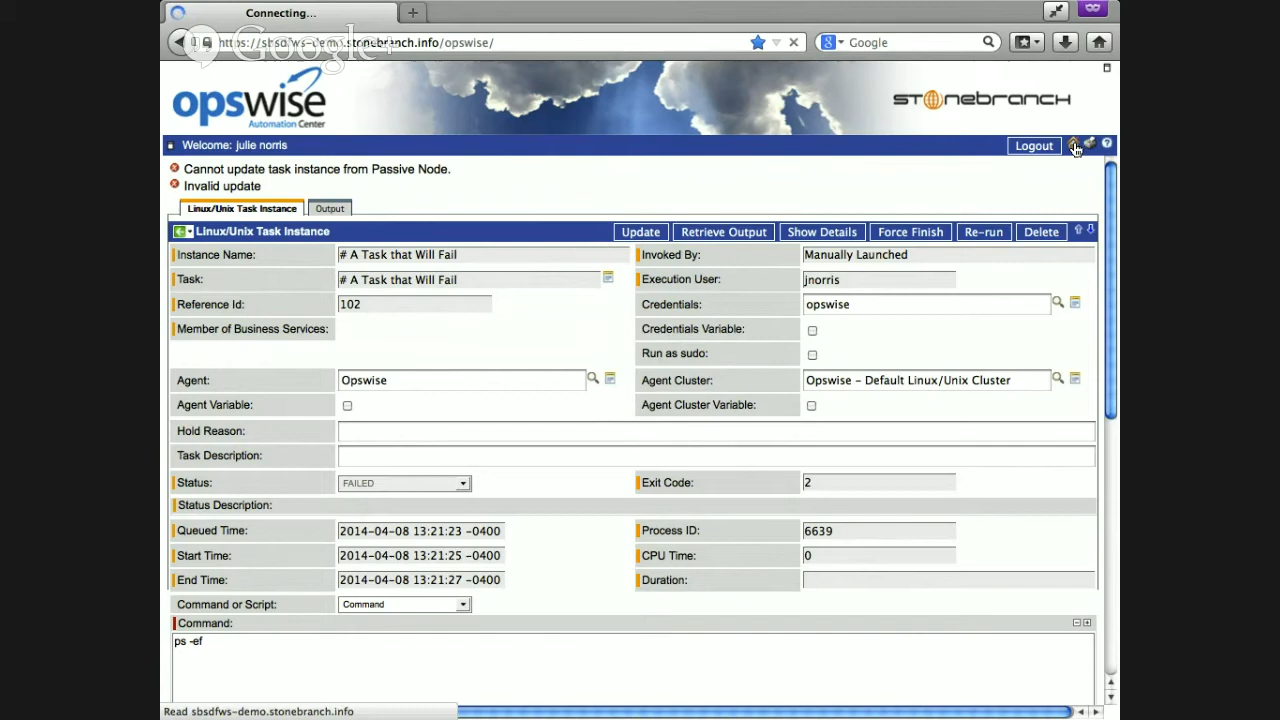 Connecting...
https://sbsdfws-demo.stonebranch.info/opswise/
Google
Google+
opswise
Automation Center
STONEBRANCH
Welcome: julie norris
Logout
Cannot update task instance from Passive Node.
Invalid update
Linux/Unix Task Instance
Output
Linux/Unix Task Instance
Update
Retrieve Output
Show Details
Force Finish
Re-run
Delete
Instance Name: # A Task that Will Fail
Invoked By: Manually Launched
Task: # A Task that Will Fail
Execution User: jnorris
Reference Id: 102
Credentials: opswise
Member of Business Services:
Credentials Variable:
Run as sudo:
Agent: Opswise
Agent Cluster: Opswise - Default Linux/Unix Cluster
Agent Variable:
Agent Cluster Variable:
Hold Reason:
Task Description:
Status: FAILED
Exit Code: 2
Status Description:
Queued Time: 2014-04-08 13:21:23 -0400
Process ID: 6639
Start Time: 2014-04-08 13:21:25 -0400
CPU Time: 0
End Time: 2014-04-08 13:21:27 -0400
Duration:
Command or Script: Command
Command:
ps -ef
Read sbsdfws-demo.stonebranch.info